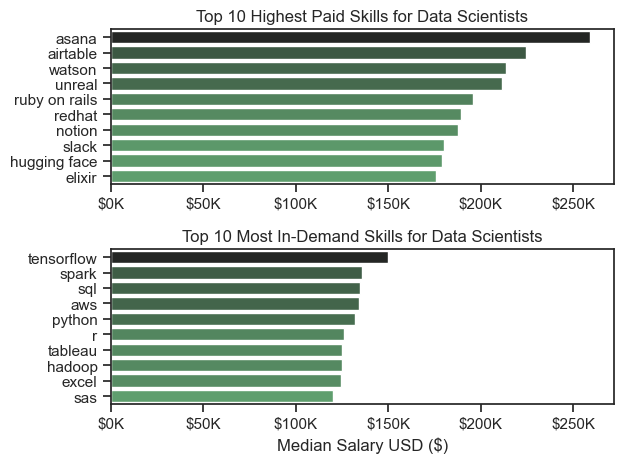 Top 10 Highest Paid Skills for Data Scientists
asana
airtable
watson
unreal
ruby on rails
redhat
notion
slack
hugging face
elixir
$0K $50K $100K $150K $200K $250K
Top 10 Most In-Demand Skills for Data Scientists
tensorflow
spark
sql
aws
python
r
tableau
hadoop
excel
sas
$0K $50K $100K $150K $200K $250K
Median Salary USD ($)